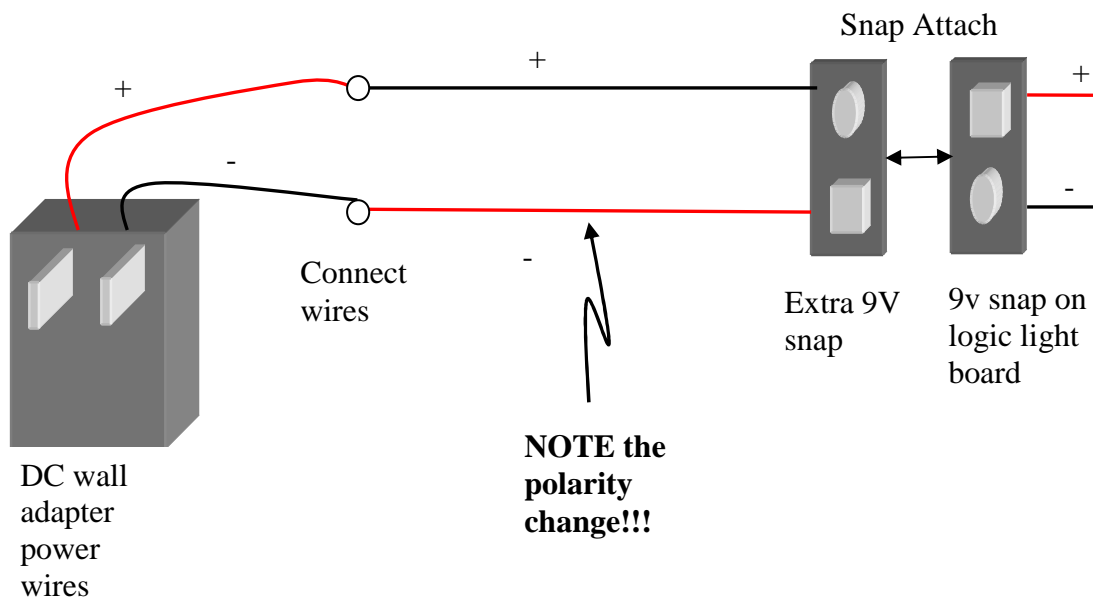 Snap Attach
+
+
+
-
-
-
Connect
wires
Extra 9V
snap
9v snap on
logic light
board
NOTE the
polarity
change!!!
DC wall
adapter
power
wires